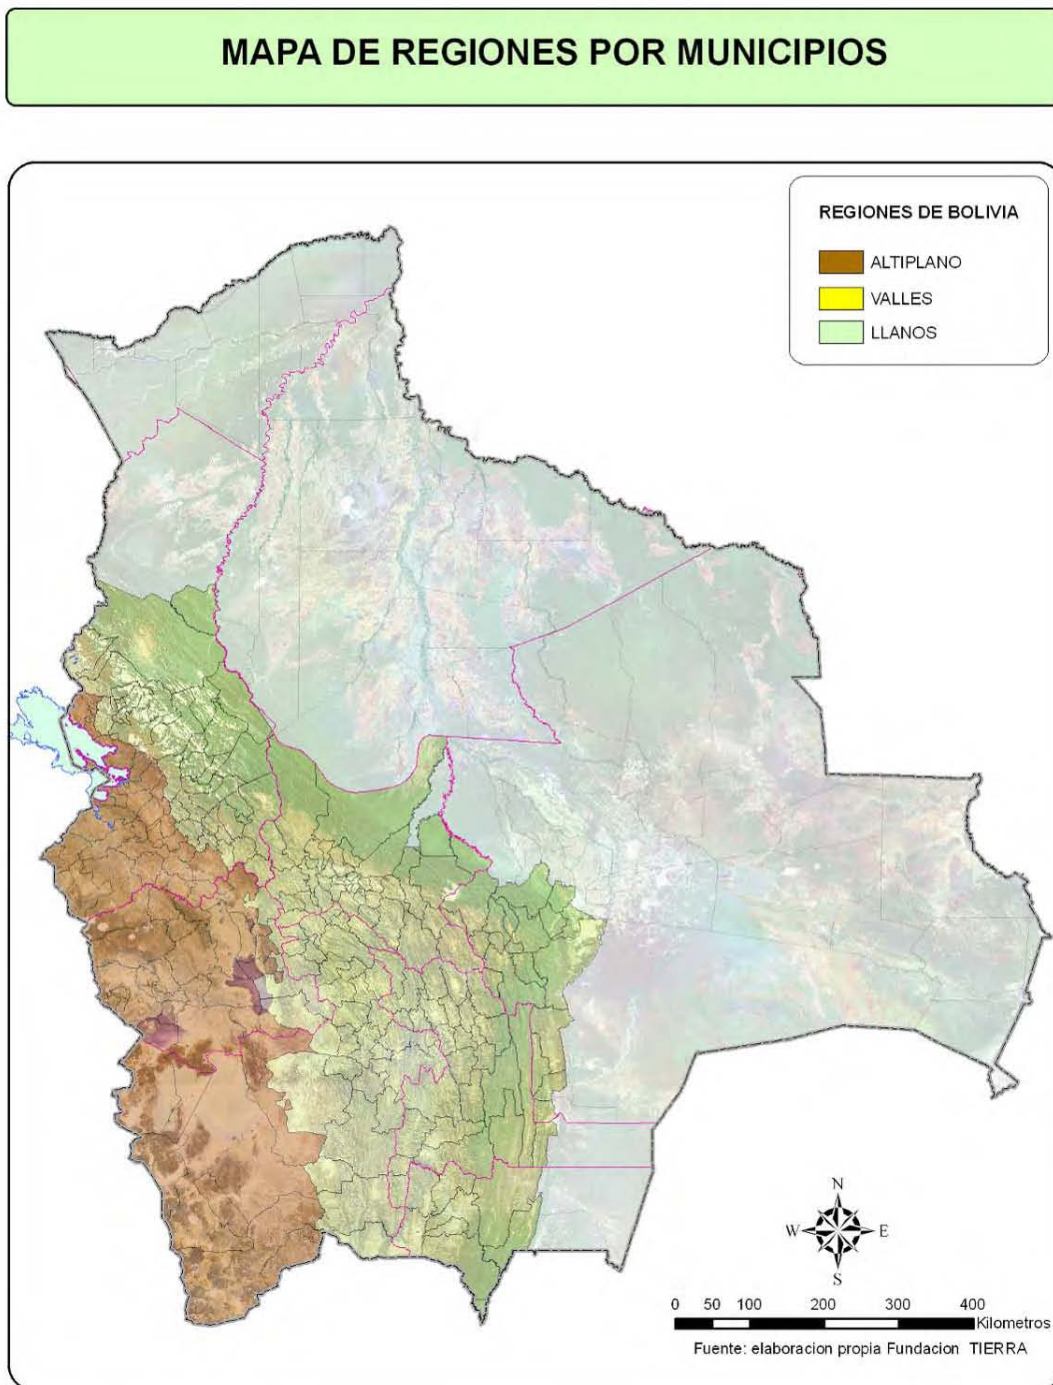 MAPA DE REGIONES POR MUNICIPIOS
REGIONES DE BOLIVIA
ALTIPLANO
VALLES
LLANOS
N
W E
S
0 50 100 200 300 400
Kilometros
Fuente: elaboracion propia Fundacion TIERRA